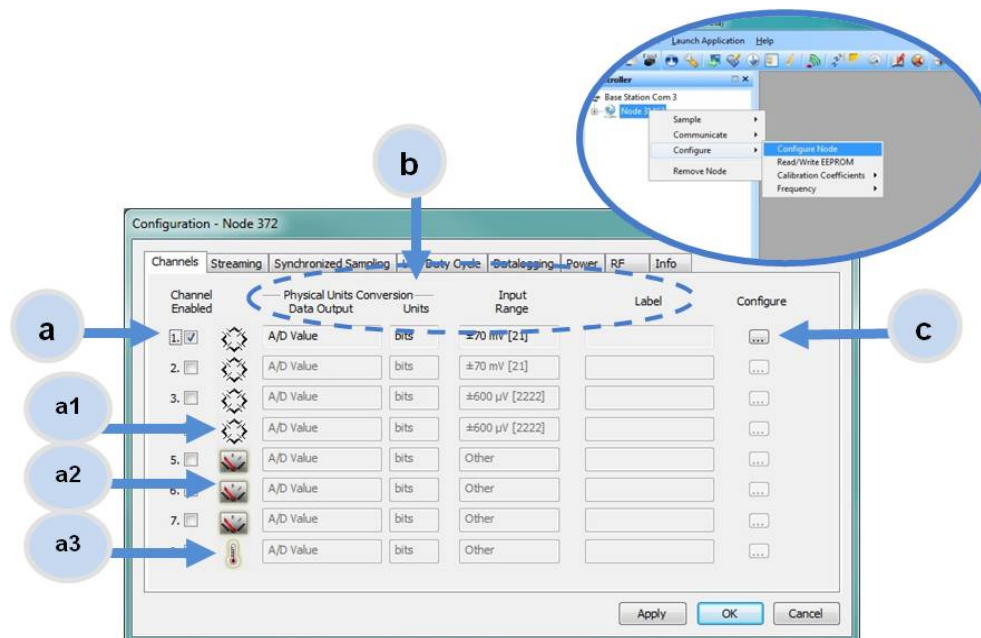 Launch Application Help
Base Station Com 3
Node
Sample
Communicate
Configure
Remove Node
Configure Node
Read/Write EEPROM
Calibration Coefficients
Frequency
b
Configuration - Node 372
Channels Streaming Synchronized Sampling Duty Cycle Datalogging Power RF Info
Channel Enabled
Physical Units Conversion
Data Output Units
Input Range
Label
Configure
a
c
1. A/D Value bits ±70 mV [21] ...
2. A/D Value bits ±70 mV [21] ...
3. A/D Value bits ±600 µV [2222] ...
a1
A/D Value bits ±600 µV [2222] ...
5. A/D Value bits Other ...
a2
6. A/D Value bits Other ...
7. A/D Value bits Other ...
a3
A/D Value bits Other ...
Apply OK Cancel